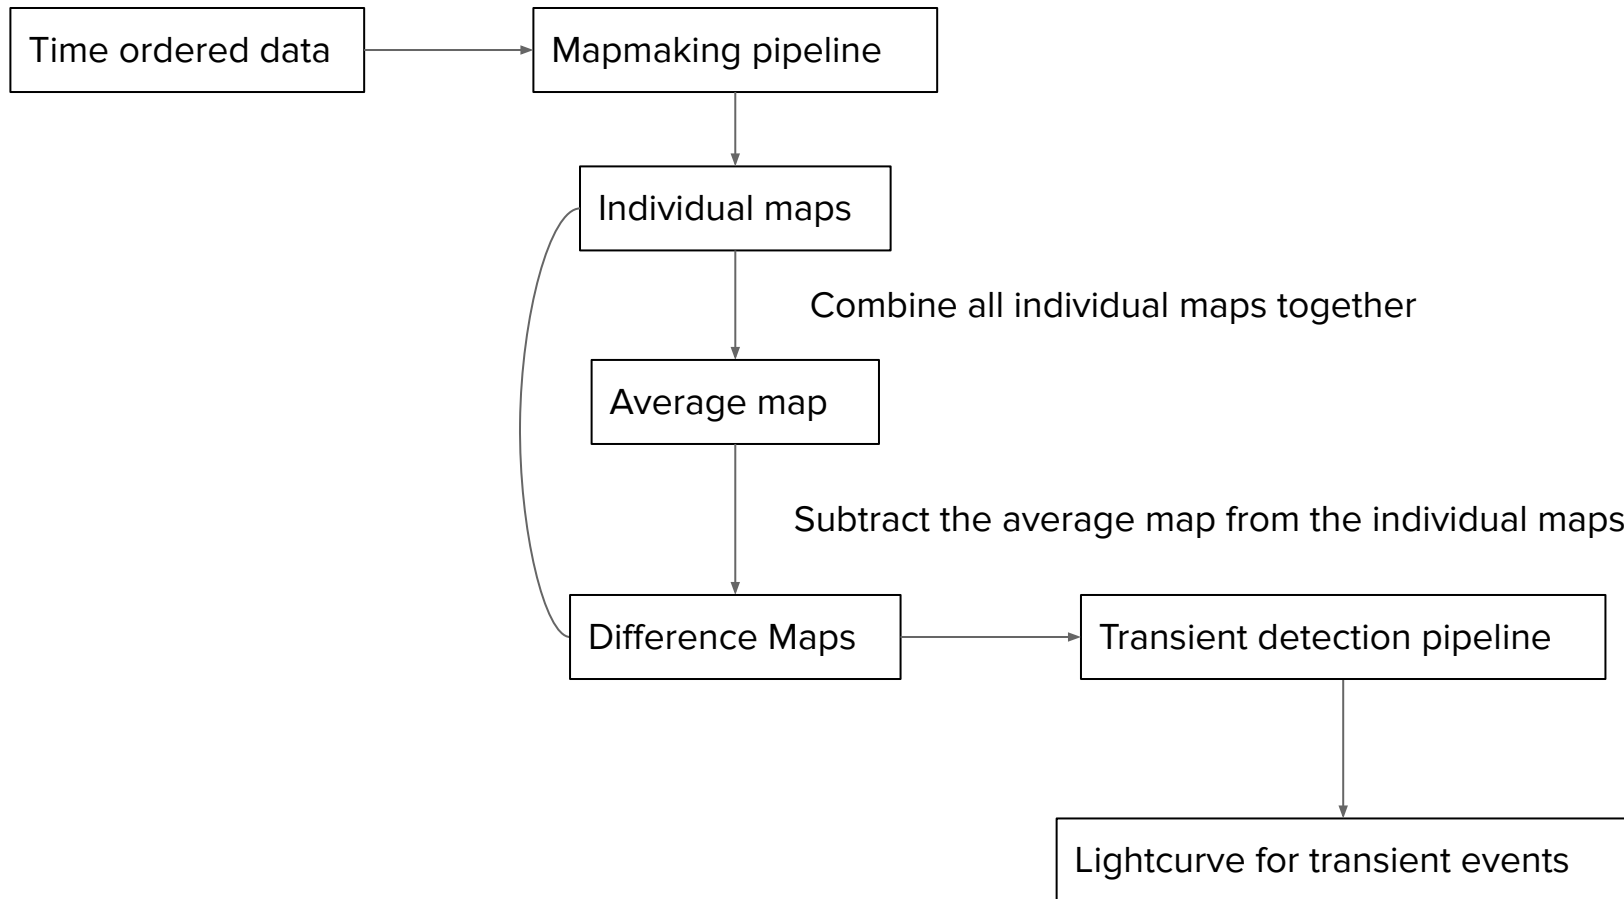 Time ordered data
Mapmaking pipeline
Individual maps
Combine all individual maps together
Average map
Subtract the average map from the individual maps
Difference Maps
Transient detection pipeline
Lightcurve for transient events